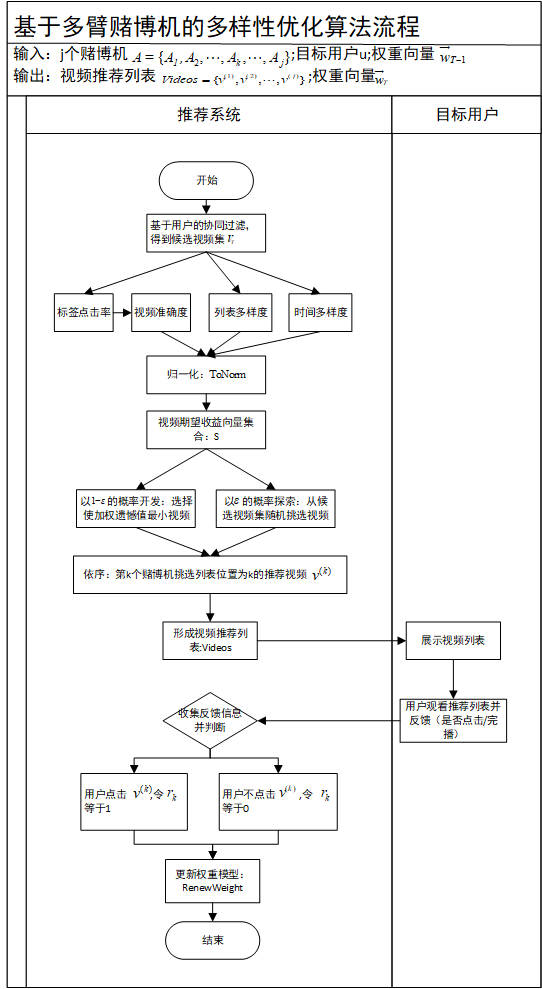 基于多臂赌博机的多样性优化算法流程
输入：j个赌博机 A = {A₁, A₂, ⋯, Aₖ, ⋯, Aⱼ};目标用户u;权重向量 w⃗_{T−1}
输出：视频推荐列表 Videos = {v⁽¹⁾, v⁽²⁾, ⋯, v⁽ʲ⁾} ;权重向量w⃗_T
推荐系统 目标用户
开始
基于用户的协同过滤，
得到候选视频集
标签点击率 视频准确度 列表多样度 时间多样度
归一化：ToNorm
视频期望收益向量集
合：S
以1−ε 的概率开发：选择
使加权遗憾值最小视频
以ε 的概率探索：从候
选视频集随机挑选视频
依序：第k个赌博机挑选列表位置为k的推荐视频 v⁽ᵏ⁾
形成视频推荐列
表:Videos
展示视频列表
用户观看推荐列表并
反馈（是否点击/完
播）
收集反馈信息
并判断
用户点击 v⁽ᵏ⁾,令 rₖ
等于1
用户不点击 v⁽ᵏ⁾ ,令 rₖ
等于0
更新权重模型：
RenewWeight
结束